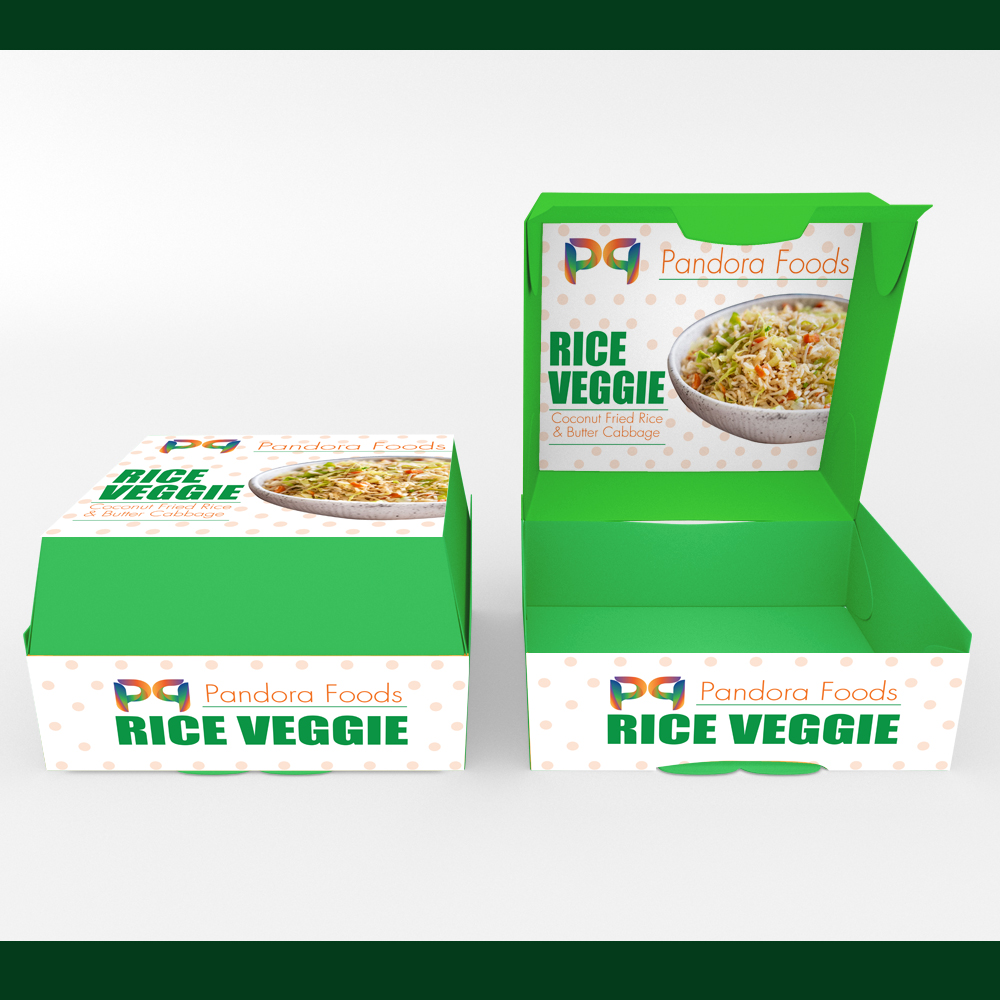 Pandora Foods
RICE
VEGGIE
Coconut Fried Rice
& Butter Cabbage
Pandora Foods
RICE VEGGIE
Pandora Foods
RICE
VEGGIE
Coconut Fried Rice
& Butter Cabbage
Pandora Foods
RICE VEGGIE